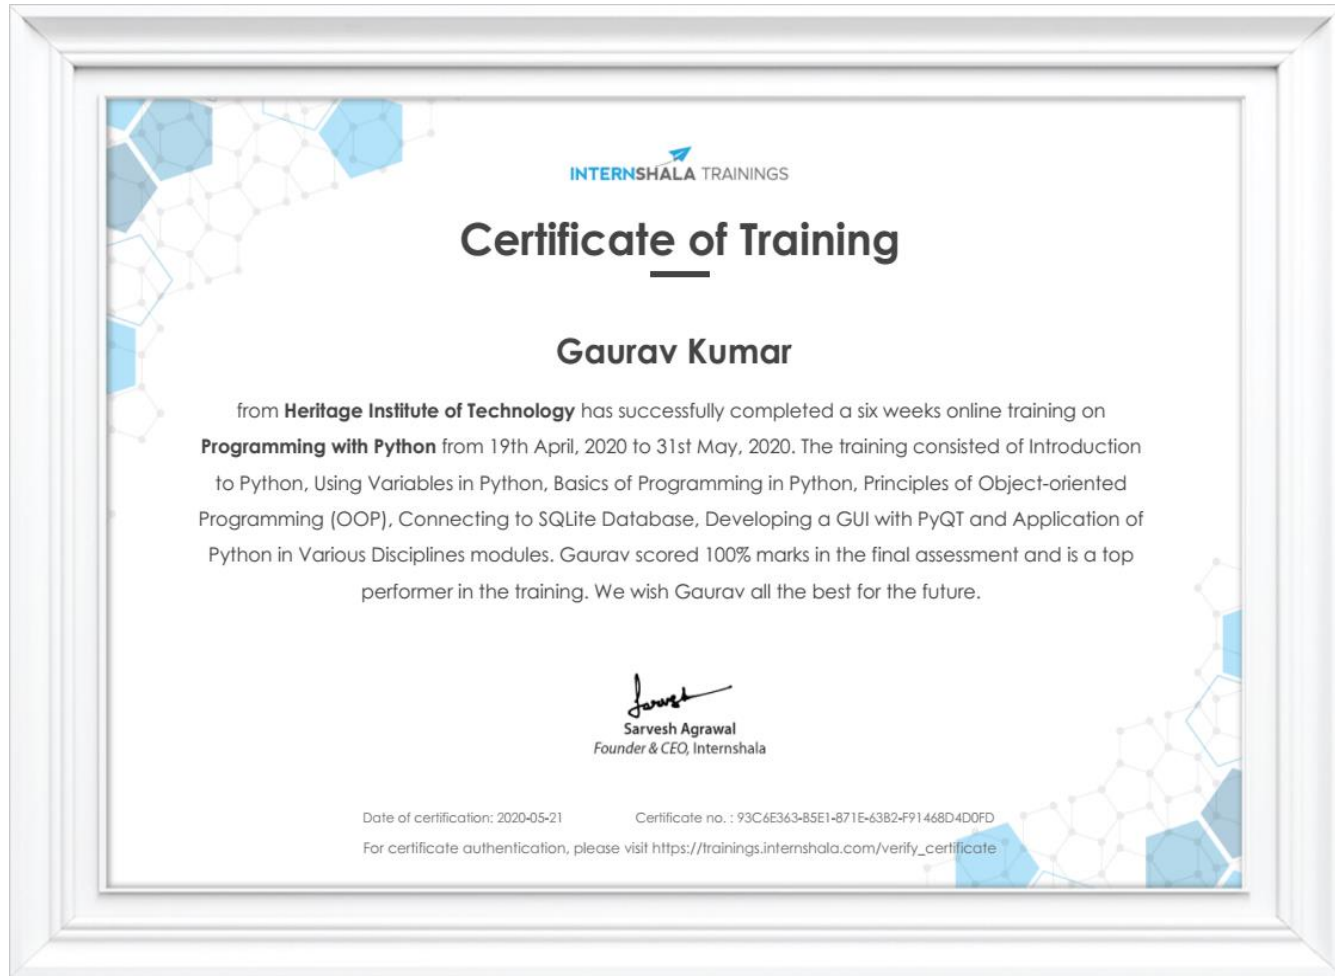 INTERNSHALA TRAININGS
Certificate of Training
Gaurav Kumar
from Heritage Institute of Technology has successfully completed a six weeks online training on
Programming with Python from 19th April, 2020 to 31st May, 2020. The training consisted of Introduction
to Python, Using Variables in Python, Basics of Programming in Python, Principles of Object-oriented
Programming (OOP), Connecting to SQLite Database, Developing a GUI with PyQT and Application of
Python in Various Disciplines modules. Gaurav scored 100% marks in the final assessment and is a top
performer in the training. We wish Gaurav all the best for the future.
Sarvesh
Sarvesh Agrawal
Founder & CEO, Internshala
Date of certification: 2020-05-21 Certificate no. : 93C6E363-B5E1-871E-63B2-F91468D4D0FD
For certificate authentication, please visit https://trainings.internshala.com/verify_certificate